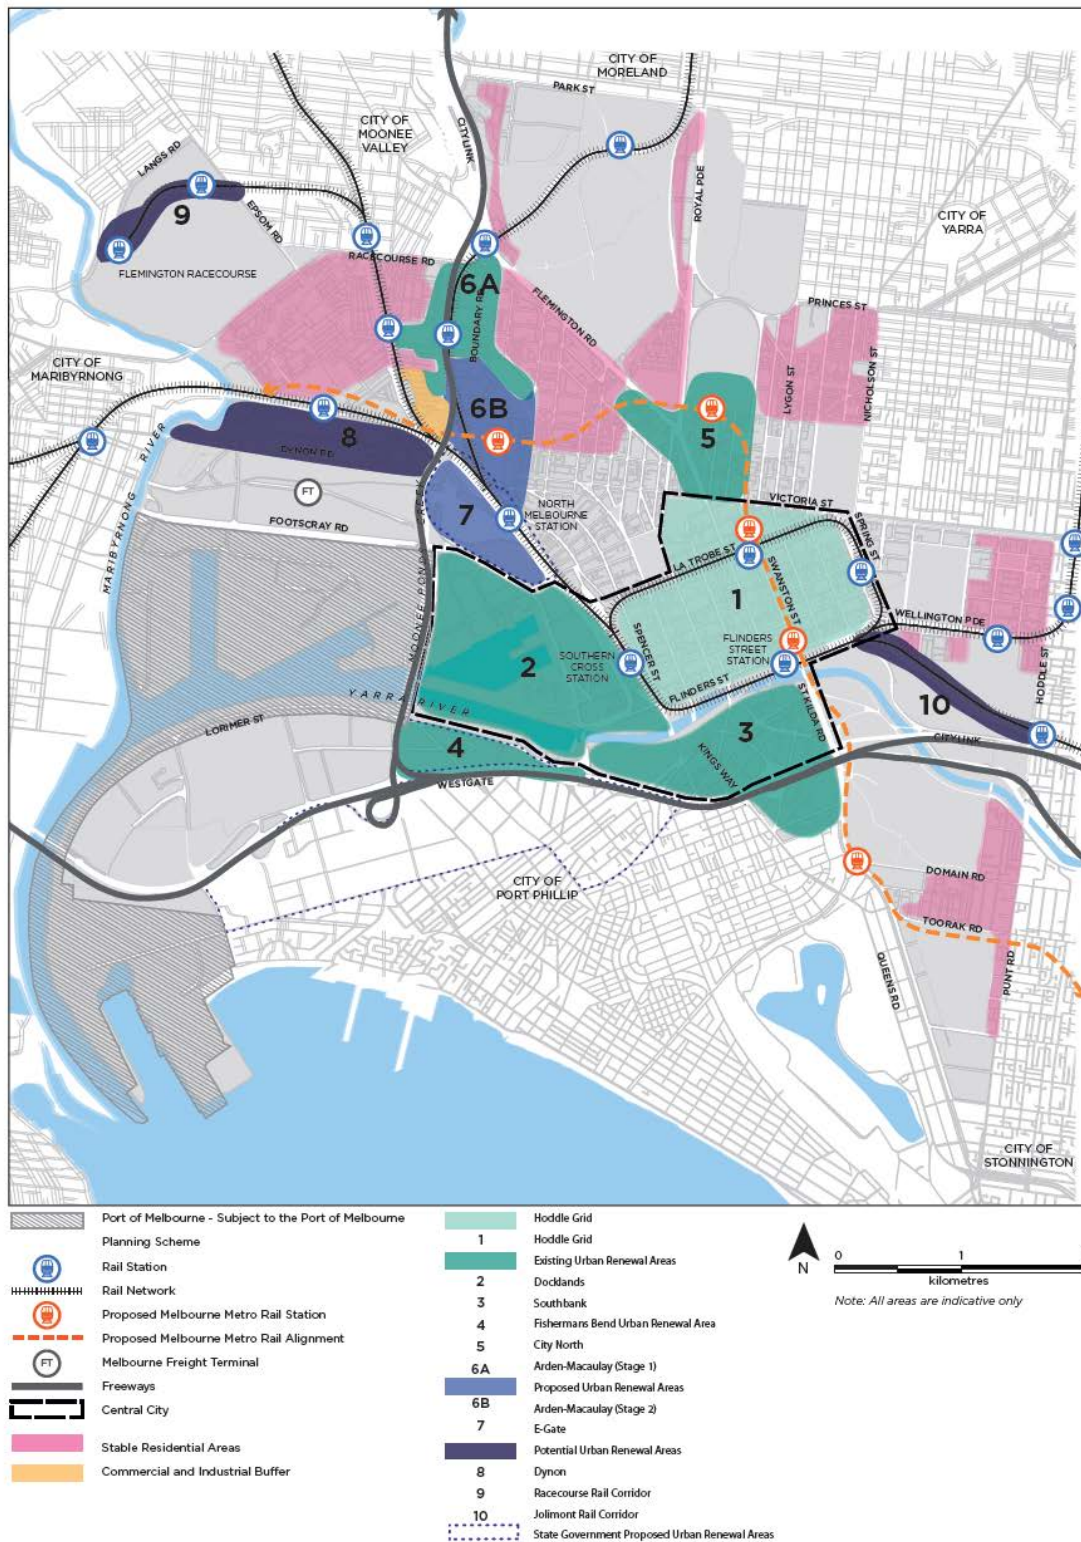 CITY OF
MORELAND
PARK ST
CITY OF
MOONEE
VALLEY
CITYLINK
LANGS RD
ROYAL PDE
EPSOM RD
9
CITY OF
YARRA
RACECOURSE RD
FLEMINGTON RACECOURSE
6A
BOUNDARY RD
FLEMINGTON RD
PRINCES ST
CITY OF
MARIBYRNONG
LYGON ST
NICHOLSON ST
6B
5
8
DYNON RD
MARIBYRNONG RIVER
FT
VICTORIA ST
7
NORTH
MELBOURNE
STATION
FOOTSCRAY RD
SPRING ST
LA TROBE ST
SWANSTON ST
MOONEE PONDS CREEK
1
WELLINGTON PDE
SPENCER ST
FLINDERS
STREET
STATION
SOUTHERN
CROSS
STATION
2
HODDLE ST
FLINDERS ST
YARRA RIVER
ST KILDA RD
10
LORIMER ST
3
CITYLINK
4
KINGS WAY
WESTGATE
CITY OF
PORT PHILLIP
DOMAIN RD
TOORAK RD
QUEENS RD
PUNT RD
CITY OF
STONNINGTON
Port of Melbourne - Subject to the Port of Melbourne
Planning Scheme
Rail Station
Rail Network
Proposed Melbourne Metro Rail Station
Proposed Melbourne Metro Rail Alignment
FT Melbourne Freight Terminal
Freeways
Central City
Stable Residential Areas
Commercial and Industrial Buffer
Hoddle Grid
1 Hoddle Grid
Existing Urban Renewal Areas
2 Docklands
3 Southbank
4 Fishermans Bend Urban Renewal Area
5 City North
6A Arden-Macaulay (Stage 1)
Proposed Urban Renewal Areas
6B Arden-Macaulay (Stage 2)
7 E-Gate
Potential Urban Renewal Areas
8 Dynon
9 Racecourse Rail Corridor
10 Jolimont Rail Corridor
State Government Proposed Urban Renewal Areas
N
0 1
kilometres
Note: All areas are indicative only